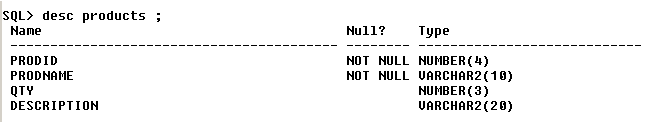 SQL> desc products ;
Name Null? Type
----------------------------------------- -------- ----------------------------
PRODID NOT NULL NUMBER(4)
PRODNAME NOT NULL VARCHAR2(10)
QTY NUMBER(3)
DESCRIPTION VARCHAR2(20)